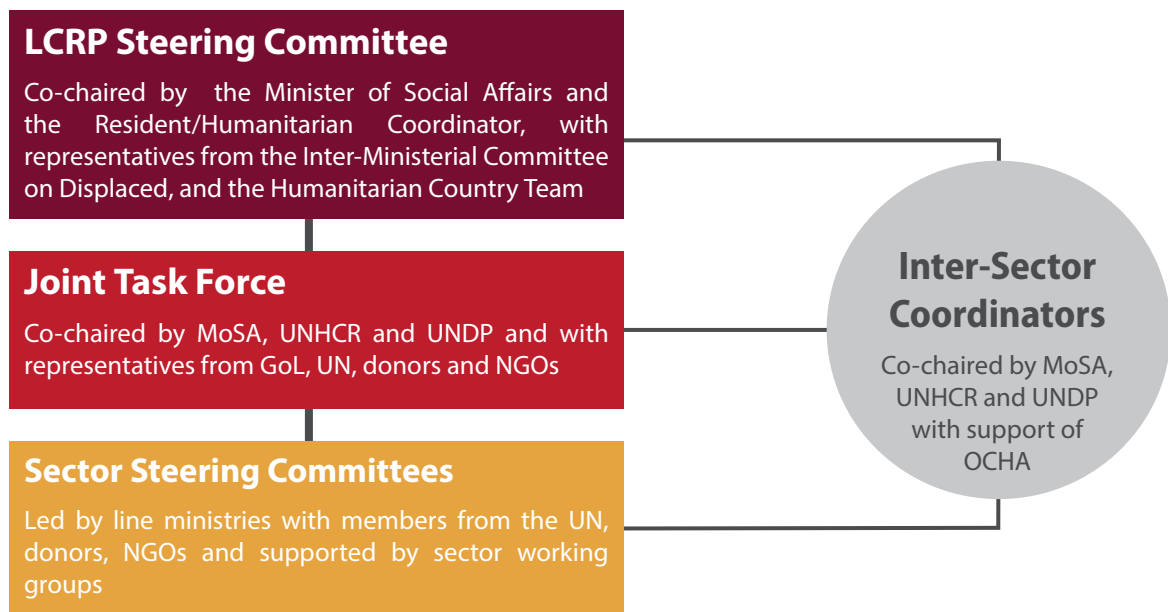 LCRP Steering Committee
Co-chaired by the Minister of Social Affairs and
the Resident/Humanitarian Coordinator, with
representatives from the Inter-Ministerial Committee
on Displaced, and the Humanitarian Country Team
Joint Task Force
Co-chaired by MoSA, UNHCR and UNDP and with
representatives from GoL, UN, donors and NGOs
Sector Steering Committees
Led by line ministries with members from the UN,
donors, NGOs and supported by sector working
groups
Inter-Sector
Coordinators
Co-chaired by MoSA,
UNHCR and UNDP
with support of
OCHA